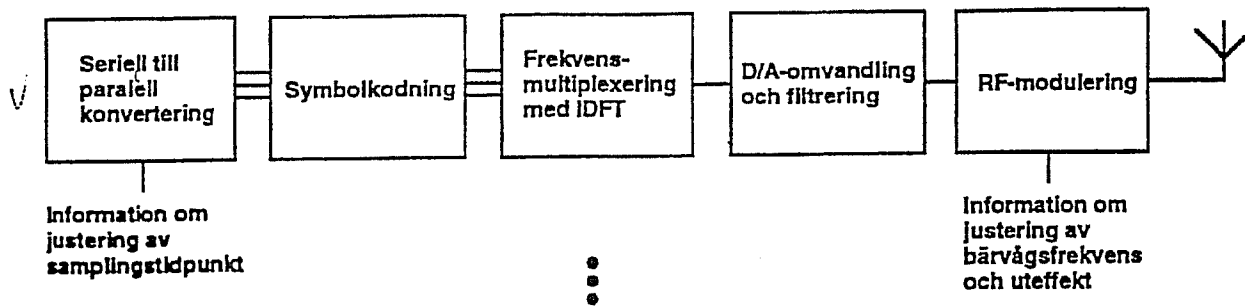 Seriell till
paralell
konvertering
Symbolkodning
Frekvens-
multiplexering
med IDFT
D/A-omvandling
och filtrering
RF-modulering
Information om
justering av
samplingstidpunkt
Information om
justering av
bärvågsfrekvens
och uteffekt